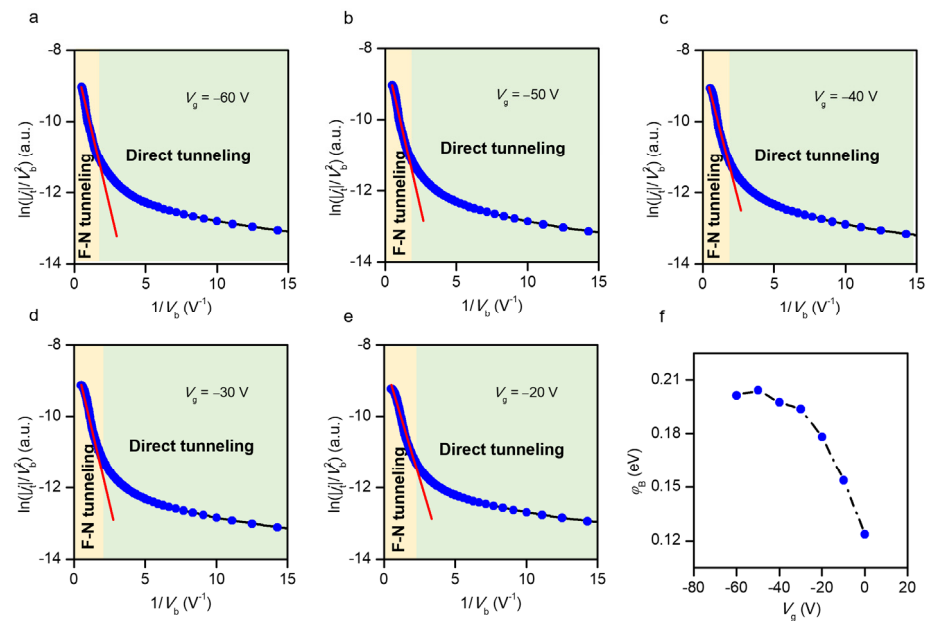 a
-8
-10
-12
-14
ln(|J_t|/V_b^2) (a.u.)
V_g = −60 V
Direct tunneling
F-N tunneling
0 5 10 15
1/V_b (V^-1)
b
-8
-10
-12
-14
ln(|J_t|/V_b^2) (a.u.)
V_g = −50 V
Direct tunneling
F-N tunneling
0 5 10 15
1/V_b (V^-1)
c
-8
-10
-12
-14
ln(|J_t|/V_b^2) (a.u.)
V_g = −40 V
Direct tunneling
F-N tunneling
0 5 10 15
1/V_b (V^-1)
d
-8
-10
-12
-14
ln(|J_t|/V_b^2) (a.u.)
V_g = −30 V
Direct tunneling
F-N tunneling
0 5 10 15
1/V_b (V^-1)
e
-8
-10
-12
-14
ln(|J_t|/V_b^2) (a.u.)
V_g = −20 V
Direct tunneling
F-N tunneling
0 5 10 15
1/V_b (V^-1)
f
0.21
0.18
0.15
0.12
φ_B (eV)
-80 -60 -40 -20 0 20
V_g (V)